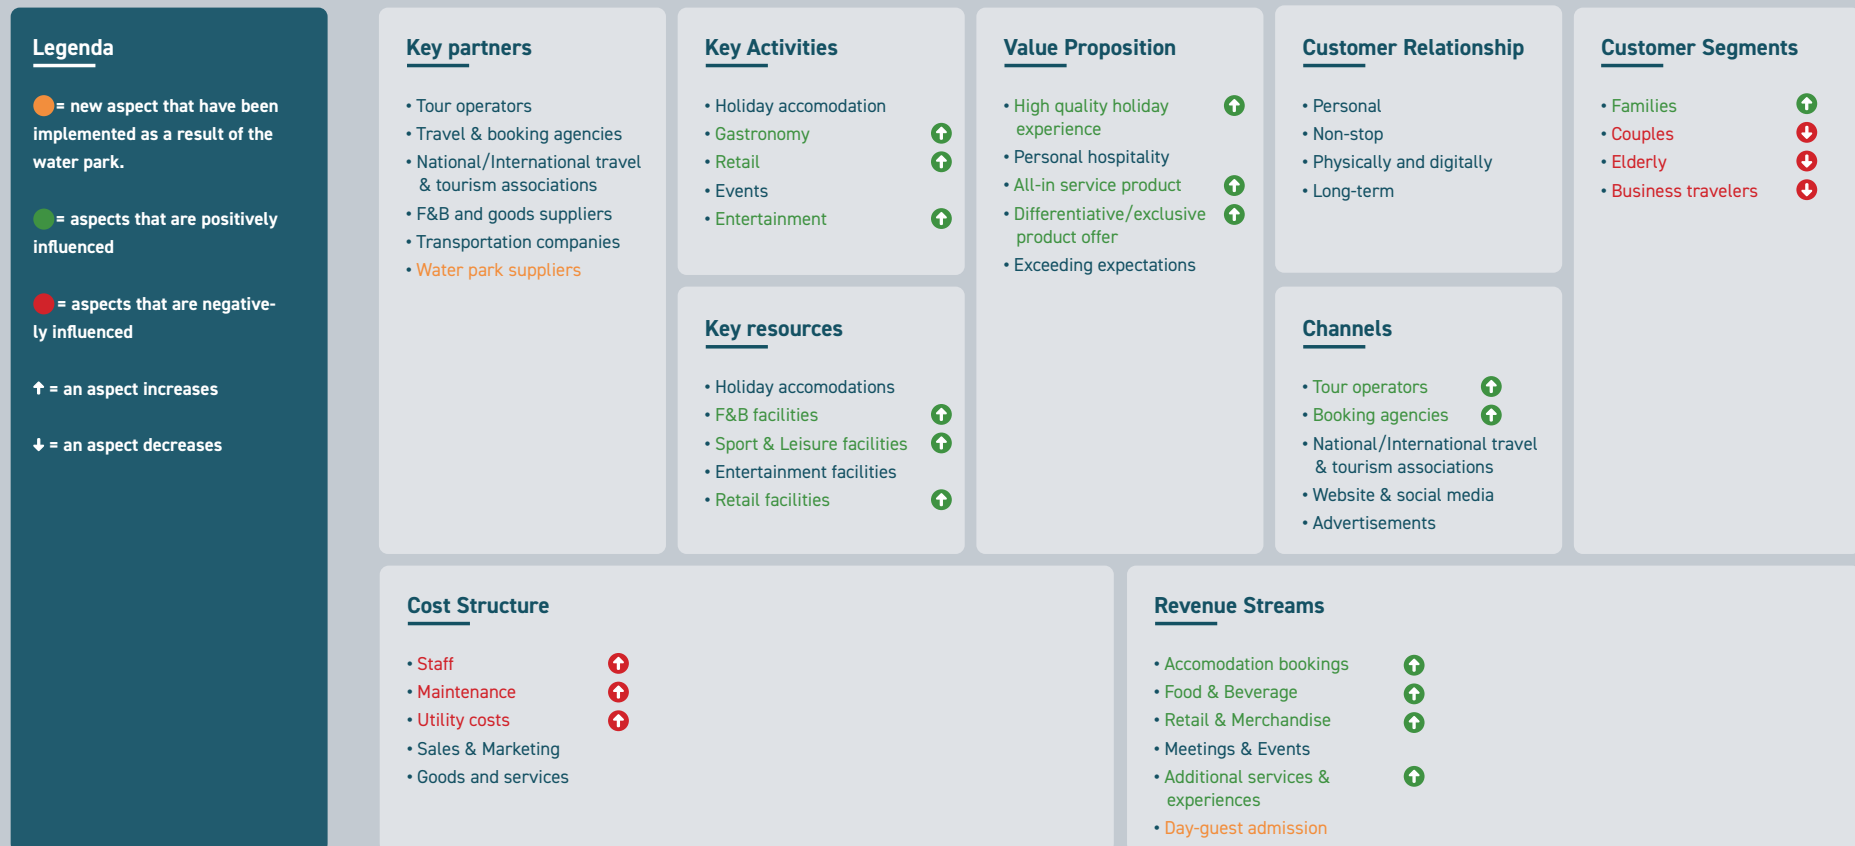 Legenda
= new aspect that have been
implemented as a result of the
water park.
= aspects that are positively
influenced
= aspects that are negative-
ly influenced
↑ = an aspect increases
↓ = an aspect decreases
Key partners
• Tour operators
• Travel & booking agencies
• National/International travel
& tourism associations
• F&B and goods suppliers
• Transportation companies
• Water park suppliers
Key Activities
• Holiday accomodation
• Gastronomy ↑
• Retail ↑
• Events
• Entertainment ↑
Key resources
• Holiday accomodations
• F&B facilities ↑
• Sport & Leisure facilities ↑
• Entertainment facilities
• Retail facilities ↑
Value Proposition
• High quality holiday ↑
experience
• Personal hospitality
• All-in service product ↑
• Differentiative/exclusive ↑
product offer
• Exceeding expectations
Customer Relationship
• Personal
• Non-stop
• Physically and digitally
• Long-term
Channels
• Tour operators ↑
• Booking agencies ↑
• National/International travel
& tourism associations
• Website & social media
• Advertisements
Customer Segments
• Families ↑
• Couples ↓
• Elderly ↓
• Business travelers ↓
Cost Structure
• Staff ↑
• Maintenance ↑
• Utility costs ↑
• Sales & Marketing
• Goods and services
Revenue Streams
• Accomodation bookings ↑
• Food & Beverage ↑
• Retail & Merchandise ↑
• Meetings & Events
• Additional services & ↑
experiences
• Day-guest admission